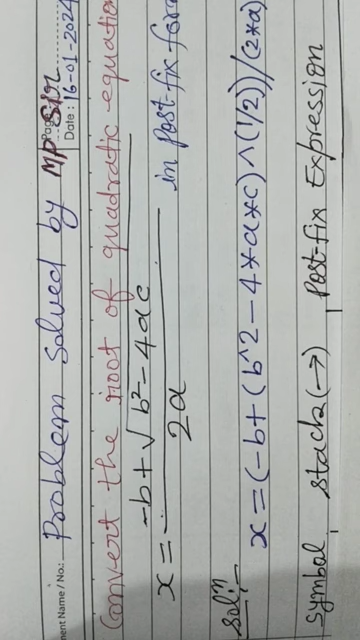 Problem solved by MP Sir
Date: 16-01-2024
Convert the root of quadratic equation
x = -b + √b² - 4ac / 2a in post-fix form
Solⁿ:-
x = (-b + (b^2 - 4*a*c)^(1/2))/(2*a)
symbol, stack(→), Post-fix Expression